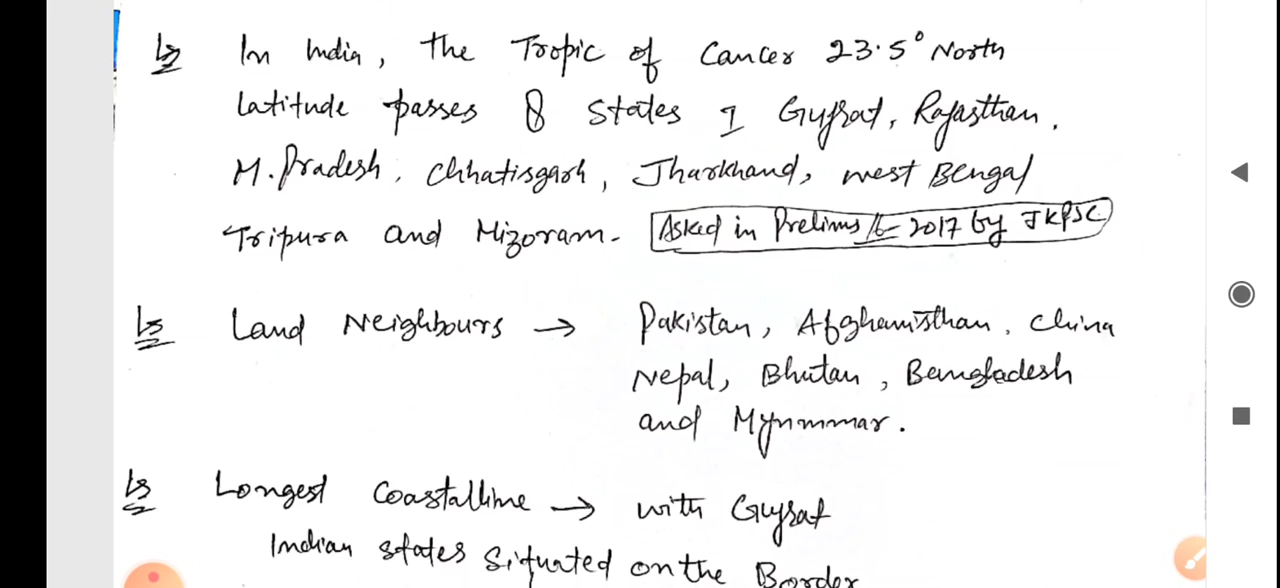 In India, the Tropic of Cancer 23.5° North
Latitude passes 8 states Gujrat, Rajasthan,
M.Pradesh, Chhatisgarh, Jharkhand, West Bengal
Tripura and Mizoram. Asked in Prelims 2017 by JKPSC
Land Neighbours → Pakistan, Afghanisthan, China
Nepal, Bhutan, Bangladesh
and Mynmmar.
Longest Coastalline → with Gujrat
Indian states Situated on the Border